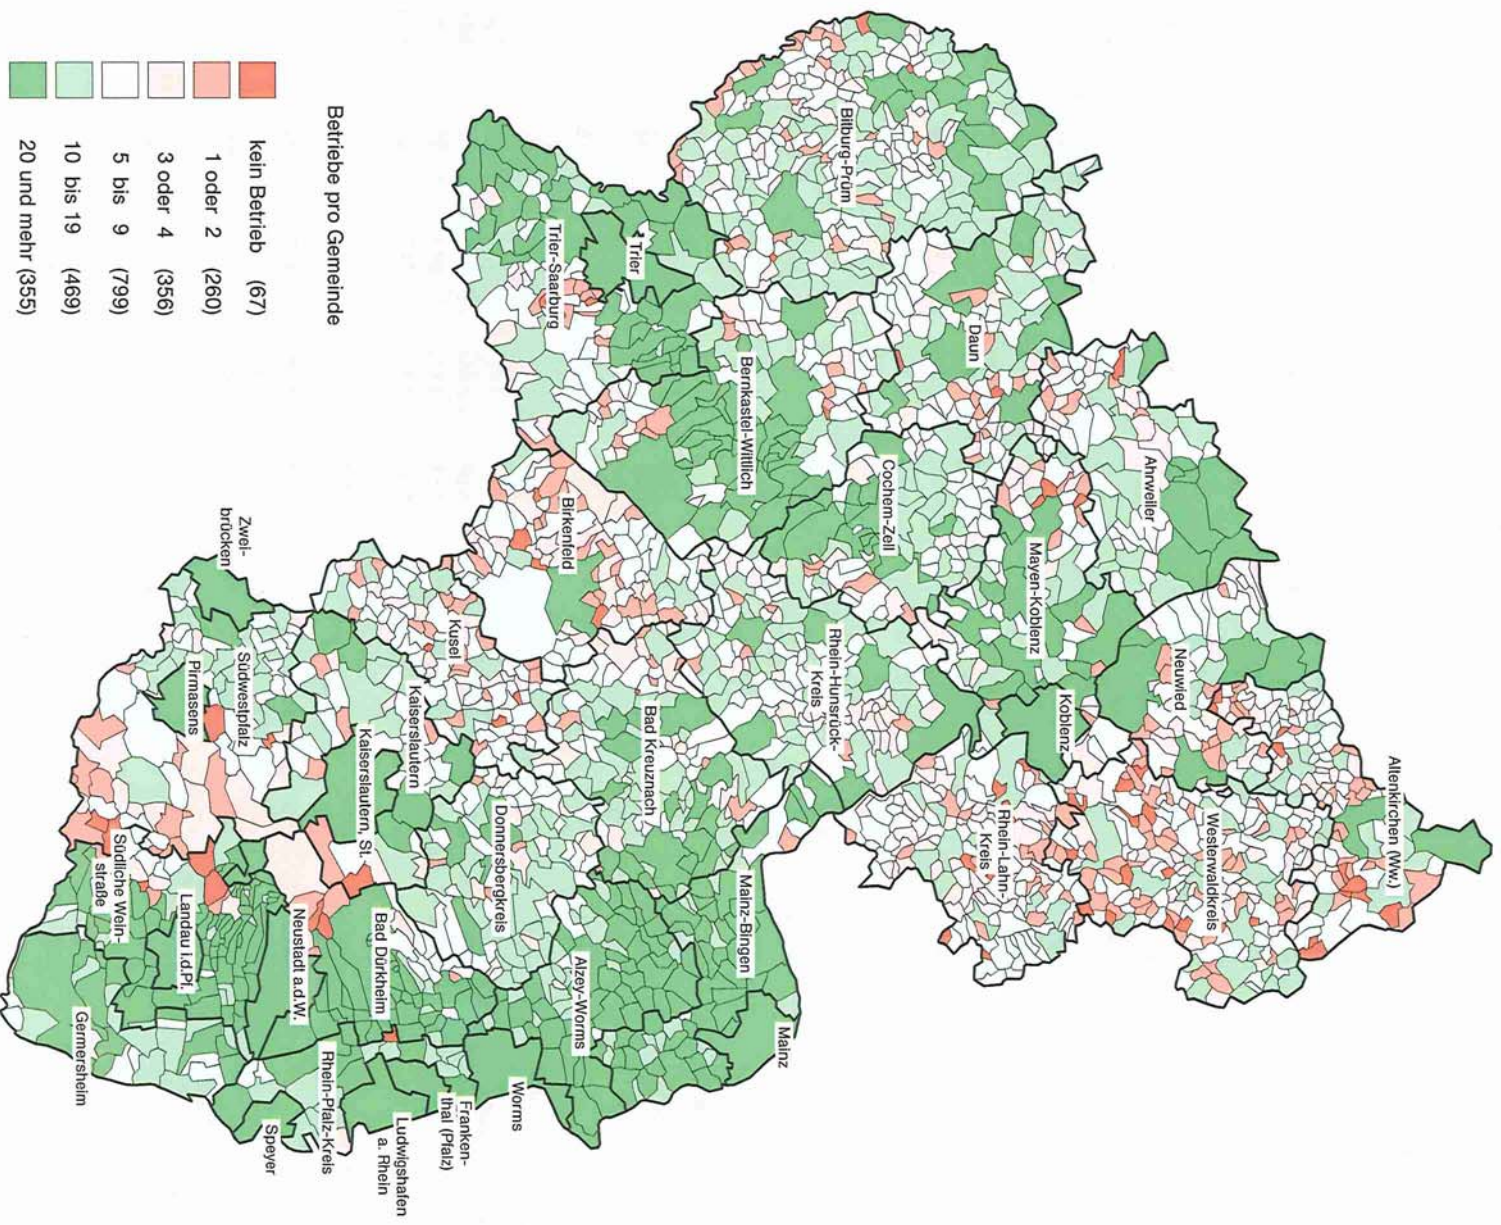 Betriebe pro Gemeinde
kein Betrieb (67)
1 oder 2 (260)
3 oder 4 (356)
5 bis 9 (799)
10 bis 19 (469)
20 und mehr (355)
Altenkirchen (Ww.)
Neuwied
Westerwaldkreis
Ahrweiler
Koblenz
Mayen-Koblenz
Rhein-Lahn-
Kreis
Daun
Cochem-Zell
Bitburg-Prüm
Rhein-Hunsrück-
Kreis
Mainz
Bernkastel-Wittlich
Mainz-Bingen
Bad Kreuznach
Trier
Birkenfeld
Alzey-Worms
Trier-Saarburg
Worms
Donnersbergkreis
Kusel
Franken-
thal (Pfalz)
Kaiserslautern
Ludwigshafen
a. Rhein
Bad Dürkheim
Kaiserslautern, St.
Rhein-Pfalz-Kreis
Neustadt a.d.W.
Speyer
Zwei-
brücken
Südwestpfalz
Pirmasens
Landau i.d.Pf.
Südliche Wein-
straße
Germersheim